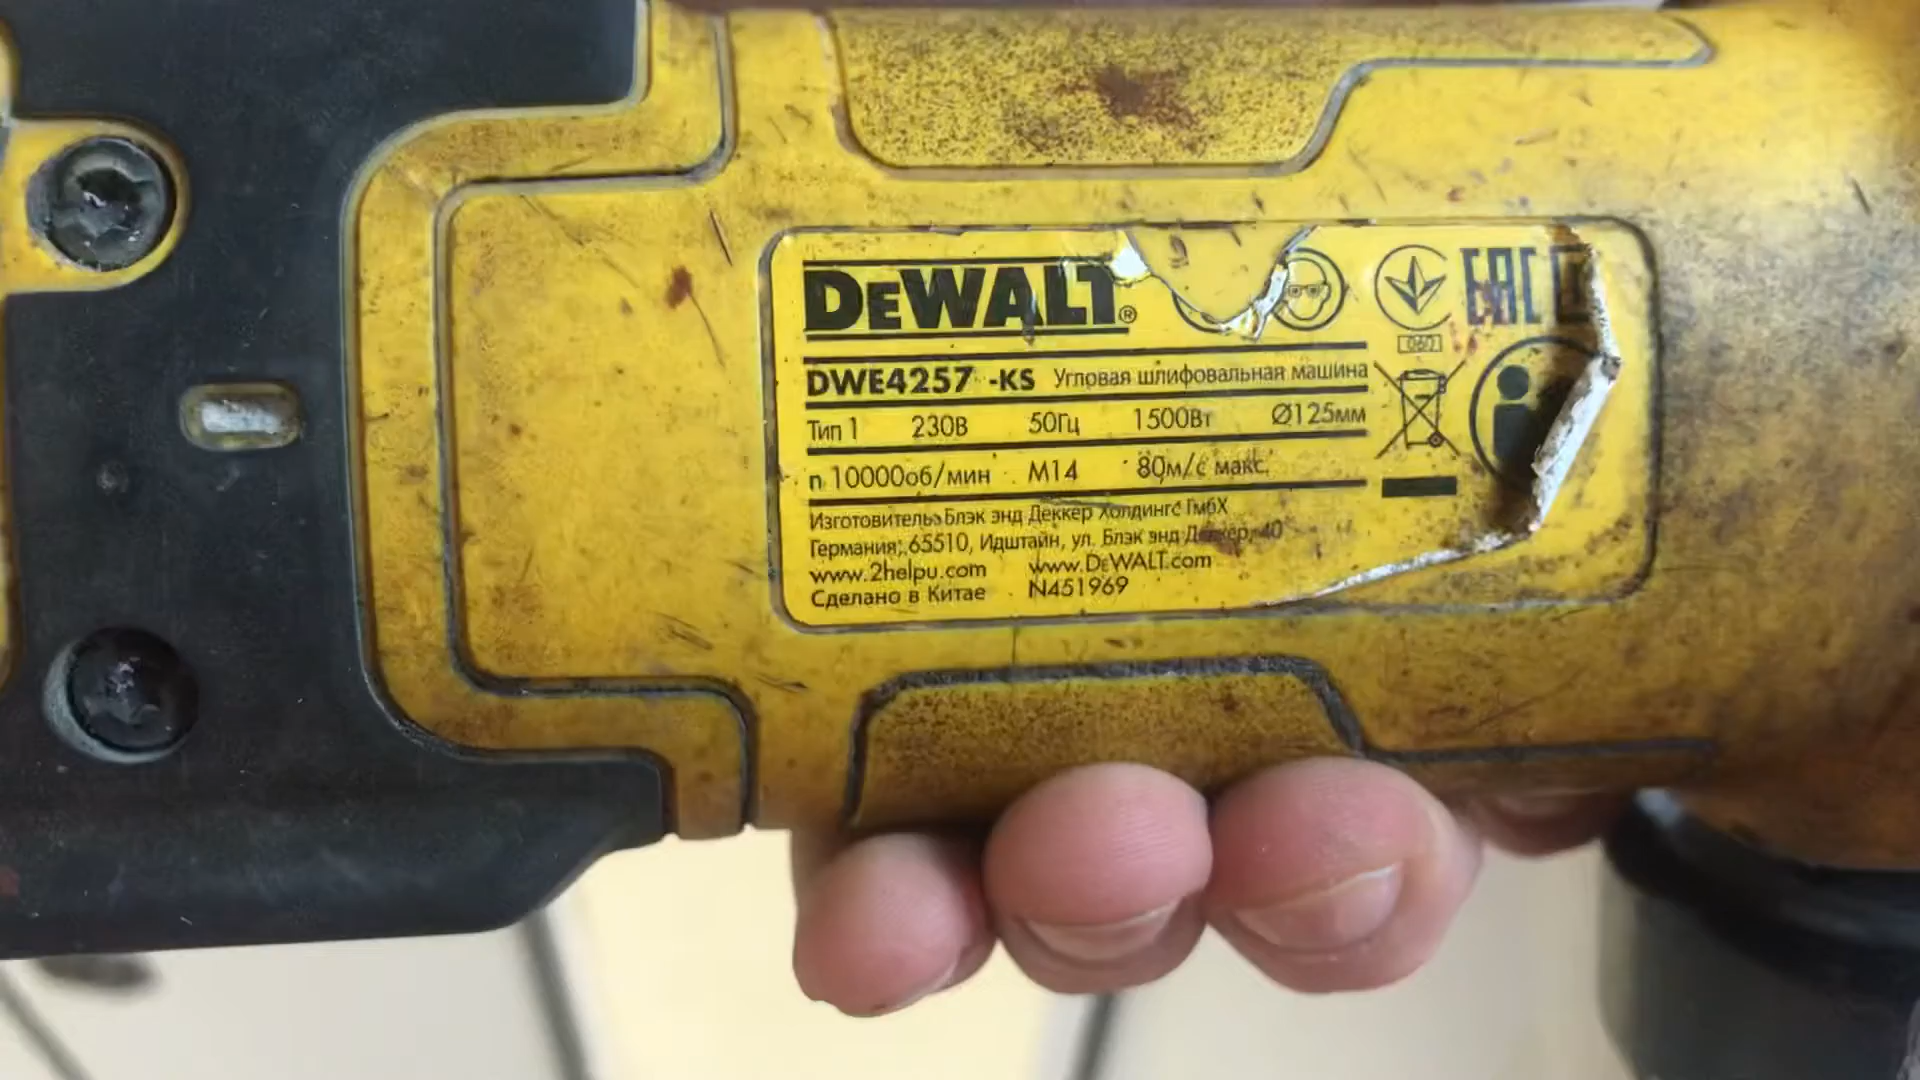 DEWALT®
EAC
060
DWE4257 -KS Угловая шлифовальная машина
Тип 1 230В 50Гц 1500Вт Ø125мм
n 10000об/мин M14 80м/с макс.
Изготовитель: Блэк энд Деккер Холдингс ГмбХ
Германия, 65510, Идштайн, ул. Блэк энд Деккер, 40
www.2helpu.com www.DEWALT.com
Сделано в Китае N451969